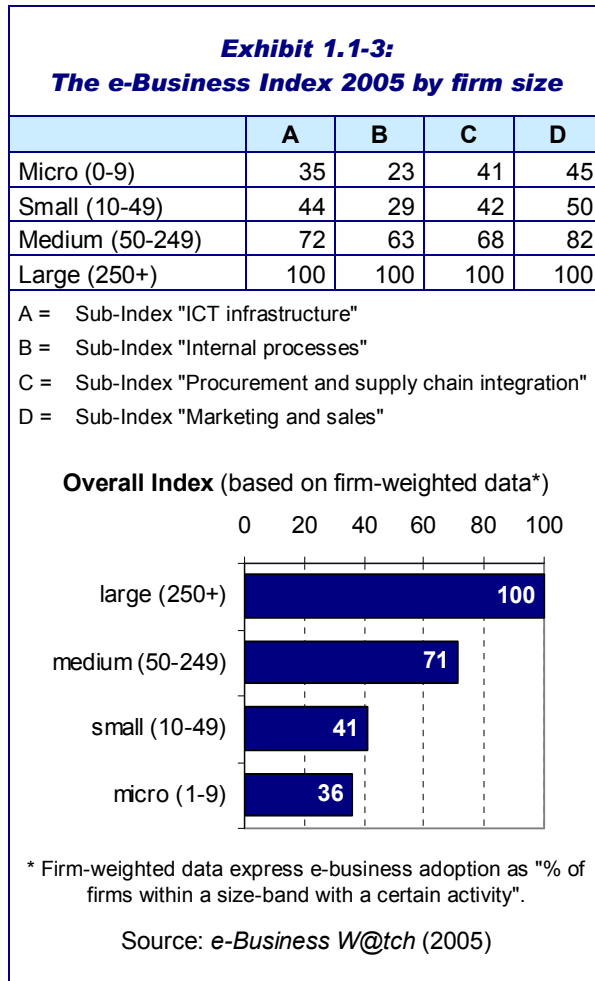 Exhibit 1.1-3:
The e-Business Index 2005 by firm size
A B C D
Micro (0-9) 35 23 41 45
Small (10-49) 44 29 42 50
Medium (50-249) 72 63 68 82
Large (250+) 100 100 100 100
A = Sub-Index "ICT infrastructure"
B = Sub-Index "Internal processes"
C = Sub-Index "Procurement and supply chain integration"
D = Sub-Index "Marketing and sales"
Overall Index (based on firm-weighted data*)
0 20 40 60 80 100
large (250+) 100
medium (50-249) 71
small (10-49) 41
micro (1-9) 36
* Firm-weighted data express e-business adoption as "% of
firms within a size-band with a certain activity".
Source: e-Business W@tch (2005)